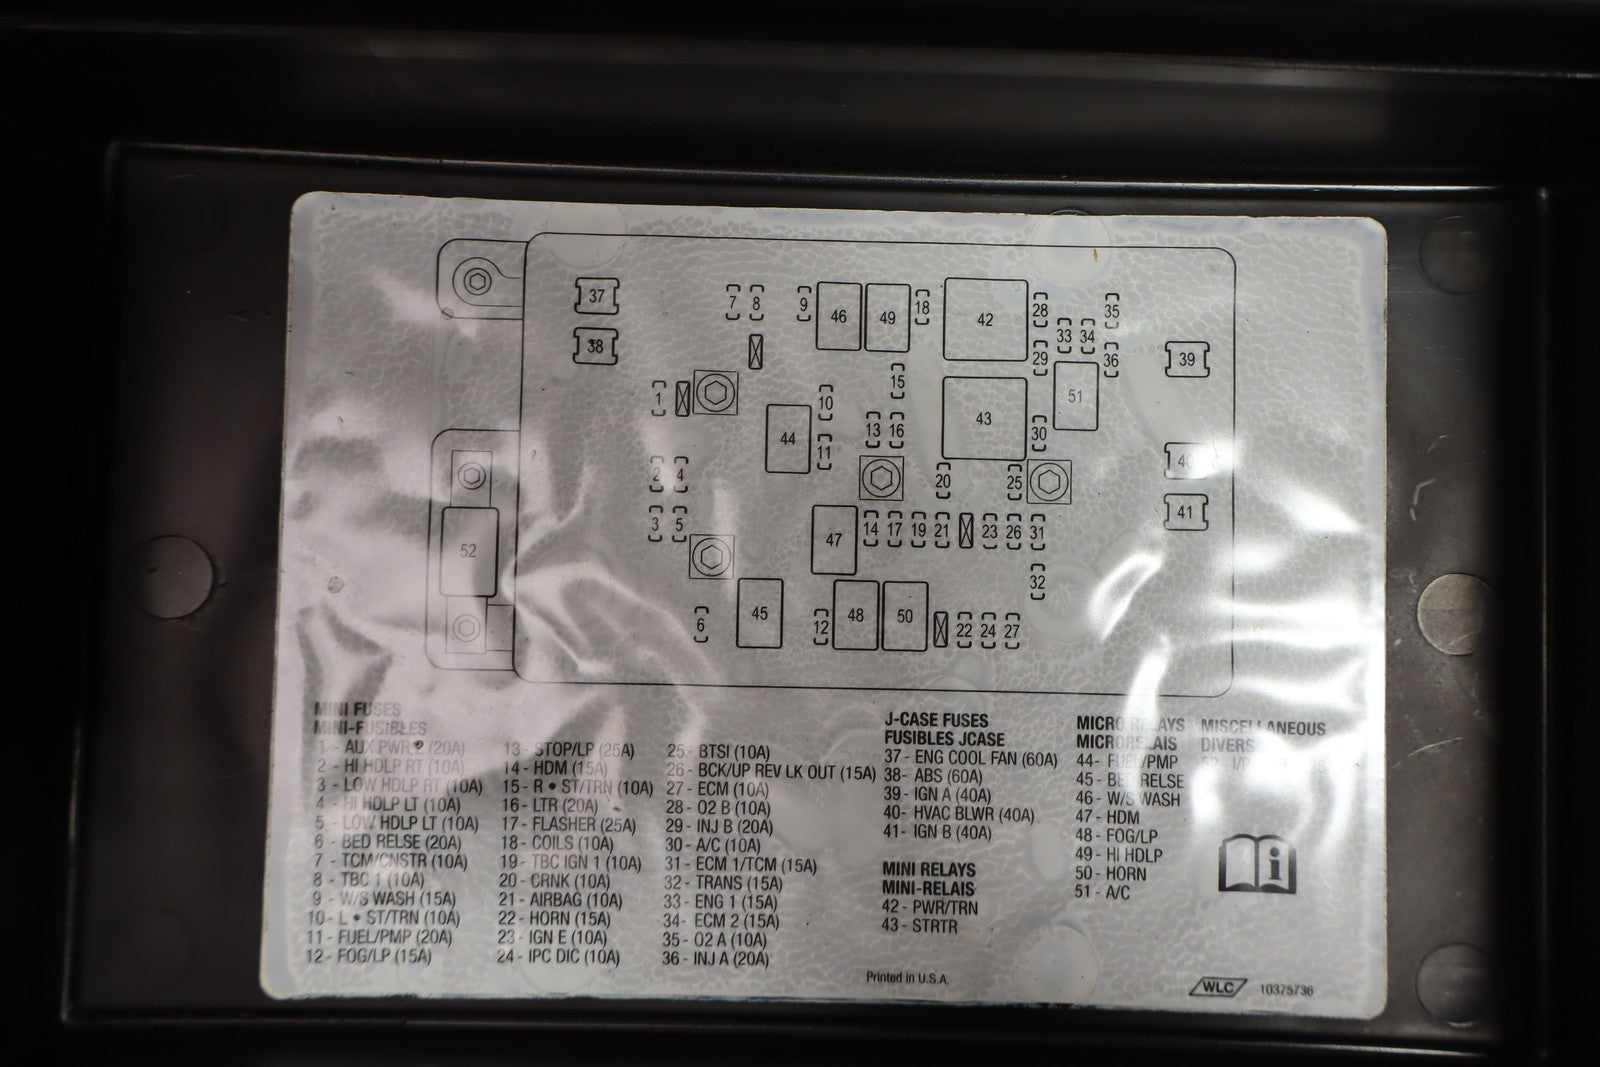 37
7 8 9 46 49 18 42 28 35
33 34
38
29 36 39
15
1
10
51
44
13 16
43
30
11
40
2 4
20 25
41
3 5
47 14 17 19 21 23 26 31
52
32
6 45 12 48 50 22 24 27
MINI FUSES
MINI-FUSIBLES
1 - AUX PWR 2 (20A)
2 - HI HDLP RT (10A)
3 - LOW HDLP RT (10A)
4 - HI HDLP LT (10A)
5 - LOW HDLP LT (10A)
6 - BED RELSE (20A)
7 - TCM/CNSTR (10A)
8 - TBC 1 (10A)
9 - W/S WASH (15A)
10 - L • ST/TRN (10A)
11 - FUEL/PMP (20A)
12 - FOG/LP (15A)
13 - STOP/LP (25A)
14 - HDM (15A)
15 - R • ST/TRN (10A)
16 - LTR (20A)
17 - FLASHER (25A)
18 - COILS (10A)
19 - TBC IGN 1 (10A)
20 - CRNK (10A)
21 - AIRBAG (10A)
22 - HORN (15A)
23 - IGN E (10A)
24 - IPC DIC (10A)
25 - BTSI (10A)
26 - BCK/UP REV LK OUT (15A)
27 - ECM (10A)
28 - O2 B (10A)
29 - INJ B (20A)
30 - A/C (10A)
31 - ECM 1/TCM (15A)
32 - TRANS (15A)
33 - ENG 1 (15A)
34- ECM 2 (15A)
35 - O2 A (10A)
36 - INJ A (20A)
J-CASE FUSES
FUSIBLES JCASE
37 - ENG COOL FAN (60A)
38- ABS (60A)
39 - IGN A (40A)
40- HVAC BLWR (40A)
41- IGN B (40A)
MINI RELAYS
MINI-RELAIS
42 - PWR/TRN
43 - STRTR
MICRO RELAYS
MICRORELAIS
44- FUEL/PMP
45 - BED RELSE
46 - W/S WASH
47 - HDM
48 - FOG/LP
49 - HI HDLP
50 - HORN
51 - A/C
MISCELLANEOUS
DIVERS
Printed in U.S.A.
WLC 10375736